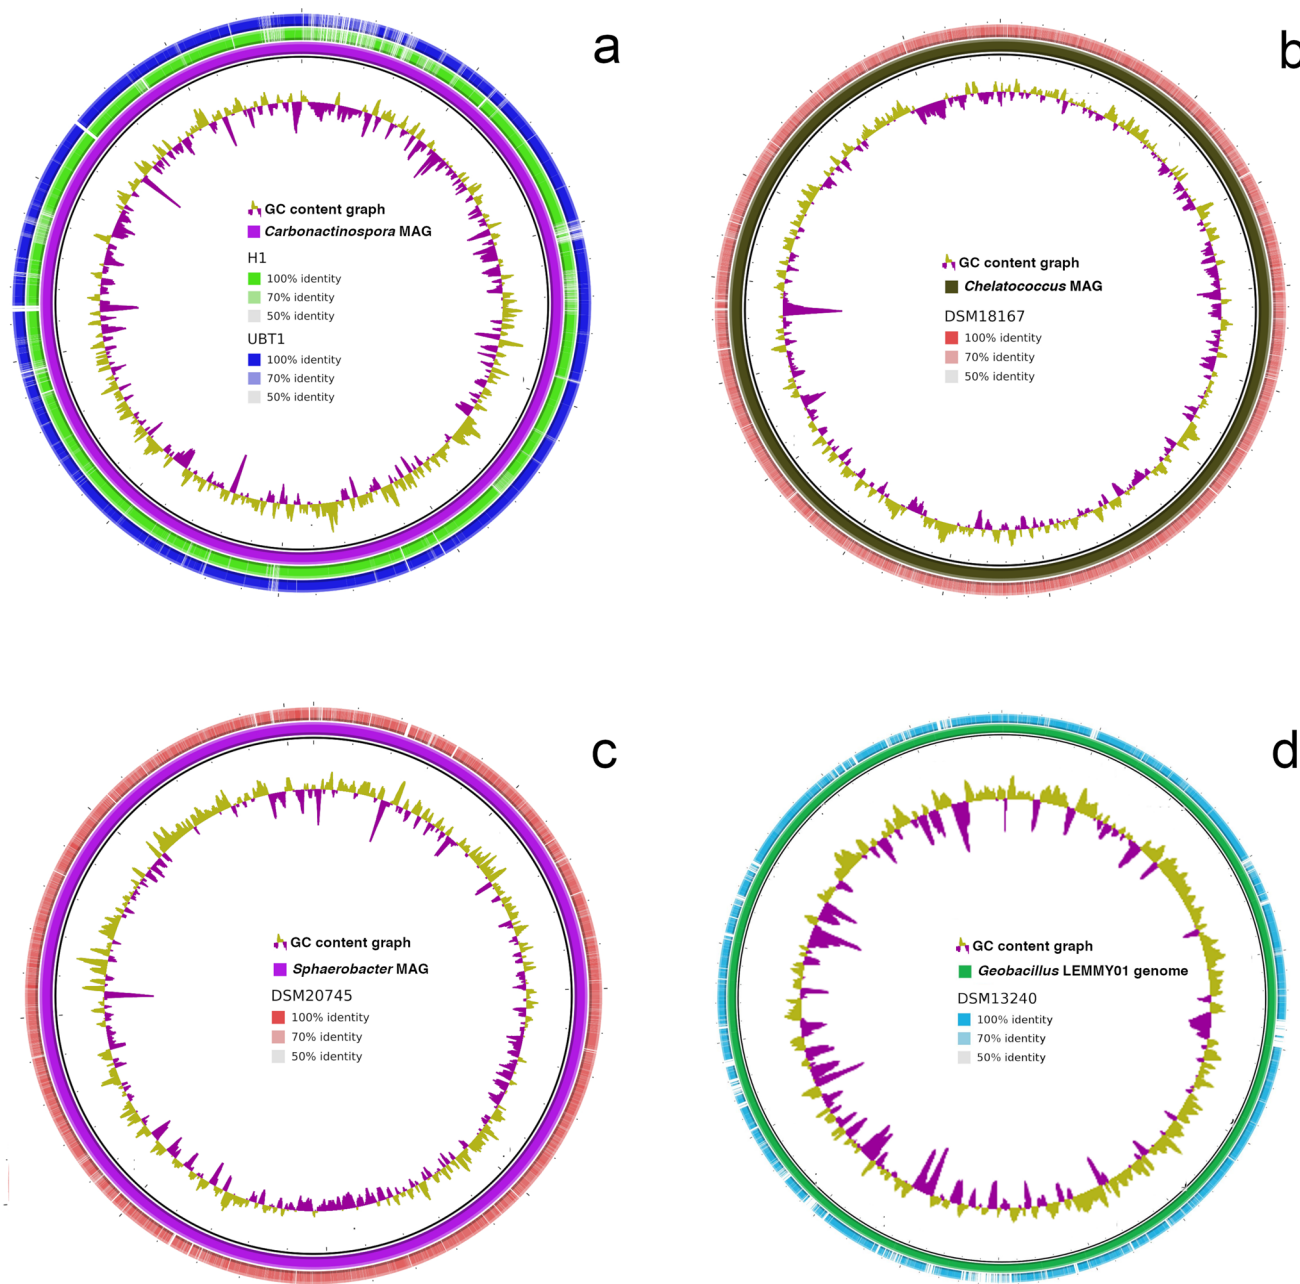 a
GC content graph
Carbonactinospora MAG
H1
100% identity
70% identity
50% identity
UBT1
100% identity
70% identity
50% identity
b
GC content graph
Chelatococcus MAG
DSM18167
100% identity
70% identity
50% identity
c
GC content graph
Sphaerobacter MAG
DSM20745
100% identity
70% identity
50% identity
d
GC content graph
Geobacillus LEMMY01 genome
DSM13240
100% identity
70% identity
50% identity